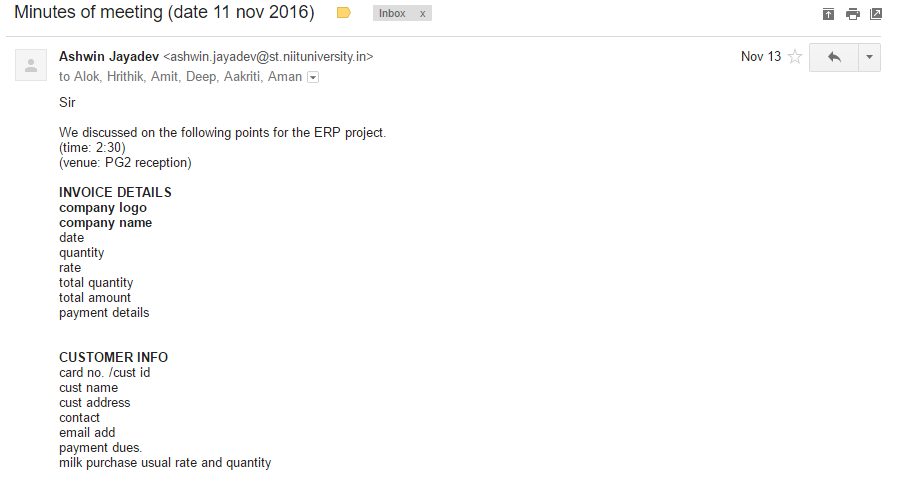 Minutes of meeting (date 11 nov 2016) Inbox x
Ashwin Jayadev <ashwin.jayadev@st.niituniversity.in> Nov 13
to Alok, Hrithik, Amit, Deep, Aakriti, Aman
Sir
We discussed on the following points for the ERP project.
(time: 2:30)
(venue: PG2 reception)
INVOICE DETAILS
company logo
company name
date
quantity
rate
total quantity
total amount
payment details
CUSTOMER INFO
card no. /cust id
cust name
cust address
contact
email add
payment dues.
milk purchase usual rate and quantity